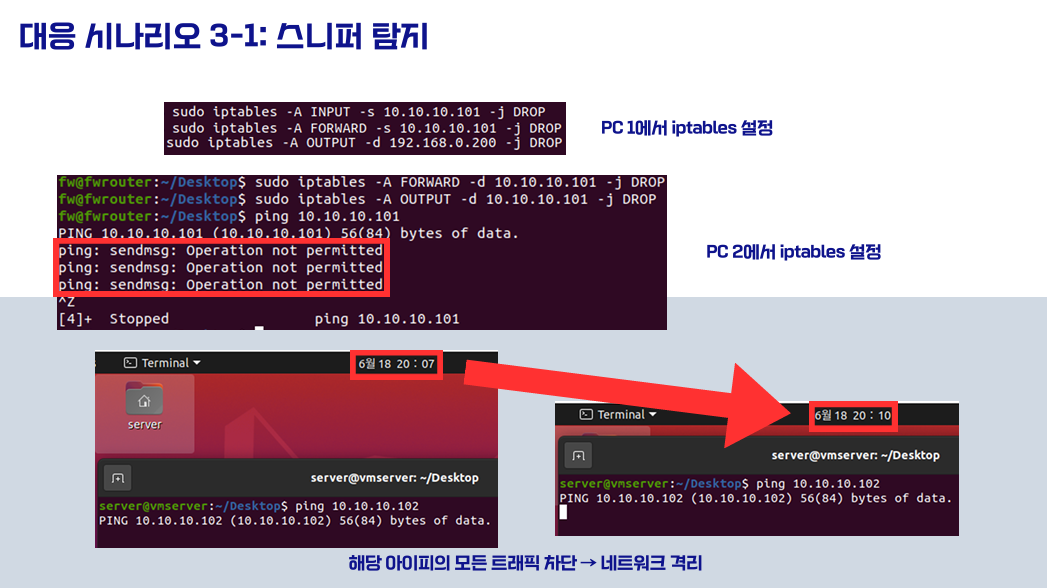 대응 시나리오 3-1: 스니퍼 탐지
sudo iptables -A INPUT -s 10.10.10.101 -j DROP
sudo iptables -A FORWARD -s 10.10.10.101 -j DROP
sudo iptables -A OUTPUT -d 192.168.0.200 -j DROP
PC 1에서 iptables 설정
fw@fwrouter:~/Desktop$ sudo iptables -A FORWARD -d 10.10.10.101 -j DROP
fw@fwrouter:~/Desktop$ sudo iptables -A OUTPUT -d 10.10.10.101 -j DROP
fw@fwrouter:~/Desktop$ ping 10.10.10.101
PING 10.10.10.101 (10.10.10.101) 56(84) bytes of data.
ping: sendmsg: Operation not permitted
ping: sendmsg: Operation not permitted
ping: sendmsg: Operation not permitted
^Z
[4]+  Stopped                 ping 10.10.10.101
PC 2에서 iptables 설정
Terminal
6월 18 20 : 07
server
server@vmserver: ~/Desktop
server@vmserver:~/Desktop$ ping 10.10.10.102
PING 10.10.10.102 (10.10.10.102) 56(84) bytes of data.
Terminal
6월 18 20 : 10
server@vmserver: ~/Desktop
server@vmserver:~/Desktop$ ping 10.10.10.102
PING 10.10.10.102 (10.10.10.102) 56(84) bytes of data.
해당 아이피의 모든 트래픽 차단 → 네트워크 격리